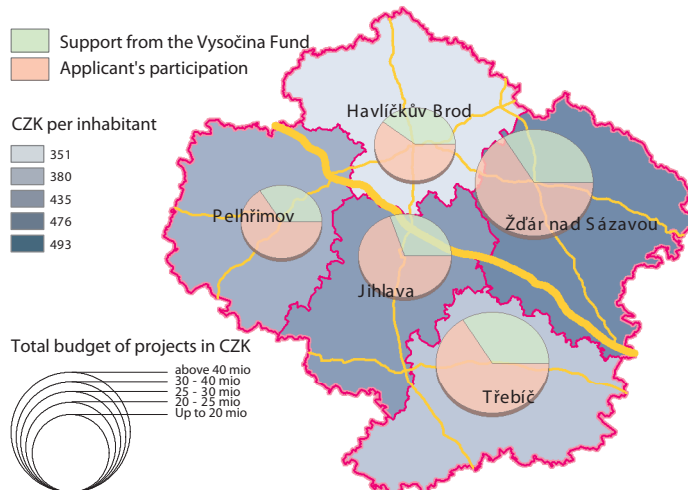 Support from the Vysočina Fund
Applicant's participation
CZK per inhabitant
351
380
435
476
493
Havlíčkův Brod
Pelhřimov
Žďár nad Sázavou
Jihlava
Třebíč
Total budget of projects in CZK
above 40 mio
30 - 40 mio
25 - 30 mio
20 - 25 mio
Up to 20 mio